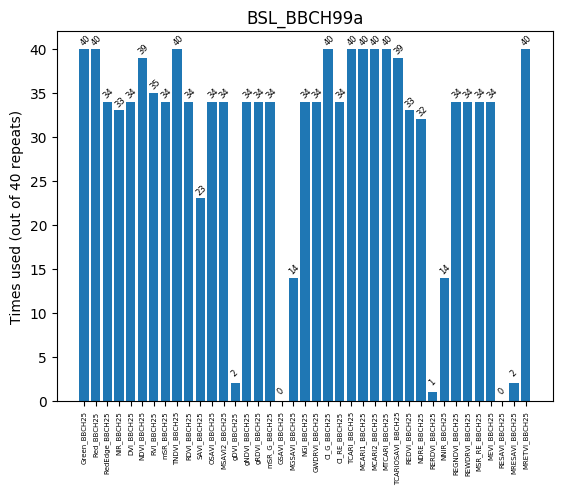 BSL_BBCH99a
Times used (out of 40 repeats)
40
35
30
25
20
15
10
5
0
40
40
34
33
34
39
35
34
40
34
23
34
34
2
34
34
34
0
14
34
34
40
34
40
40
40
40
39
33
32
1
14
34
34
34
34
0
2
40
Green_BBCH25
Red_BBCH25
RedEdge_BBCH25
NIR_BBCH25
DVI_BBCH25
NDVI_BBCH25
RVI_BBCH25
mSR_BBCH25
TNDVI_BBCH25
RDVI_BBCH25
SAVI_BBCH25
OSAVI_BBCH25
MSAVI2_BBCH25
gDVI_BBCH25
gNDVI_BBCH25
gRDVI_BBCH25
mSR_G_BBCH25
GSAVI_BBCH25
MGSAVI_BBCH25
NGI_BBCH25
GWDRVI_BBCH25
CI_G_BBCH25
CI_RE_BBCH25
TCARI_BBCH25
MCARI1_BBCH25
MCARI2_BBCH25
MTCARI_BBCH25
TCARIOSAVI_BBCH25
REDVI_BBCH25
NDRE_BBCH25
RERDVI_BBCH25
NNIR_BBCH25
REGNDVI_BBCH25
REWDRVI_BBCH25
MSR_RE_BBCH25
MEVI_BBCH25
RESAVI_BBCH25
MRESAVI_BBCH25
MRETVI_BBCH25